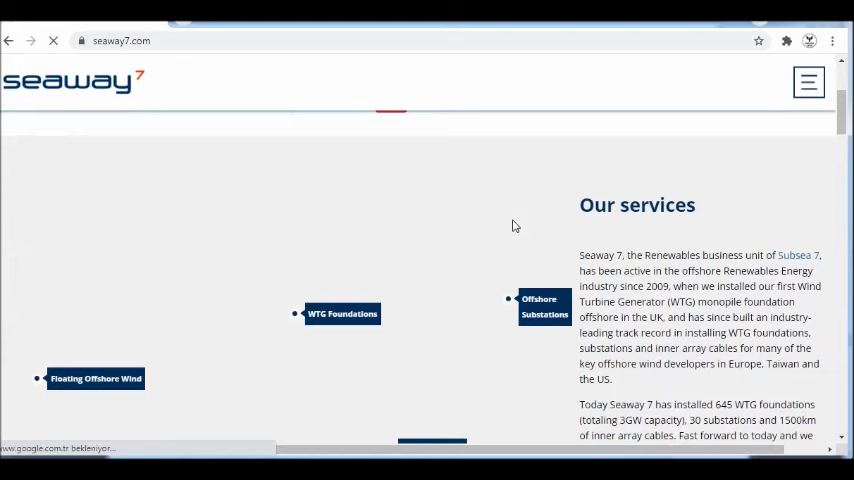 seaway7.com
seaway7
Our services
Seaway 7, the Renewables business unit of Subsea 7,
has been active in the offshore Renewables Energy
industry since 2009, when we installed our first Wind
Turbine Generator (WTG) monopile foundation
offshore in the UK, and has since built an industry-
leading track record in installing WTG foundations,
substations and inner array cables for many of the
key offshore wind developers in Europe, Taiwan and
the US.
Today Seaway 7 has installed 645 WTG foundations
(totaling 3GW capacity), 30 substations and 1500km
of inner array cables. Fast forward to today and we
Offshore
Substations
WTG Foundations
Floating Offshore Wind
www.google.com.tr bekleniyor...